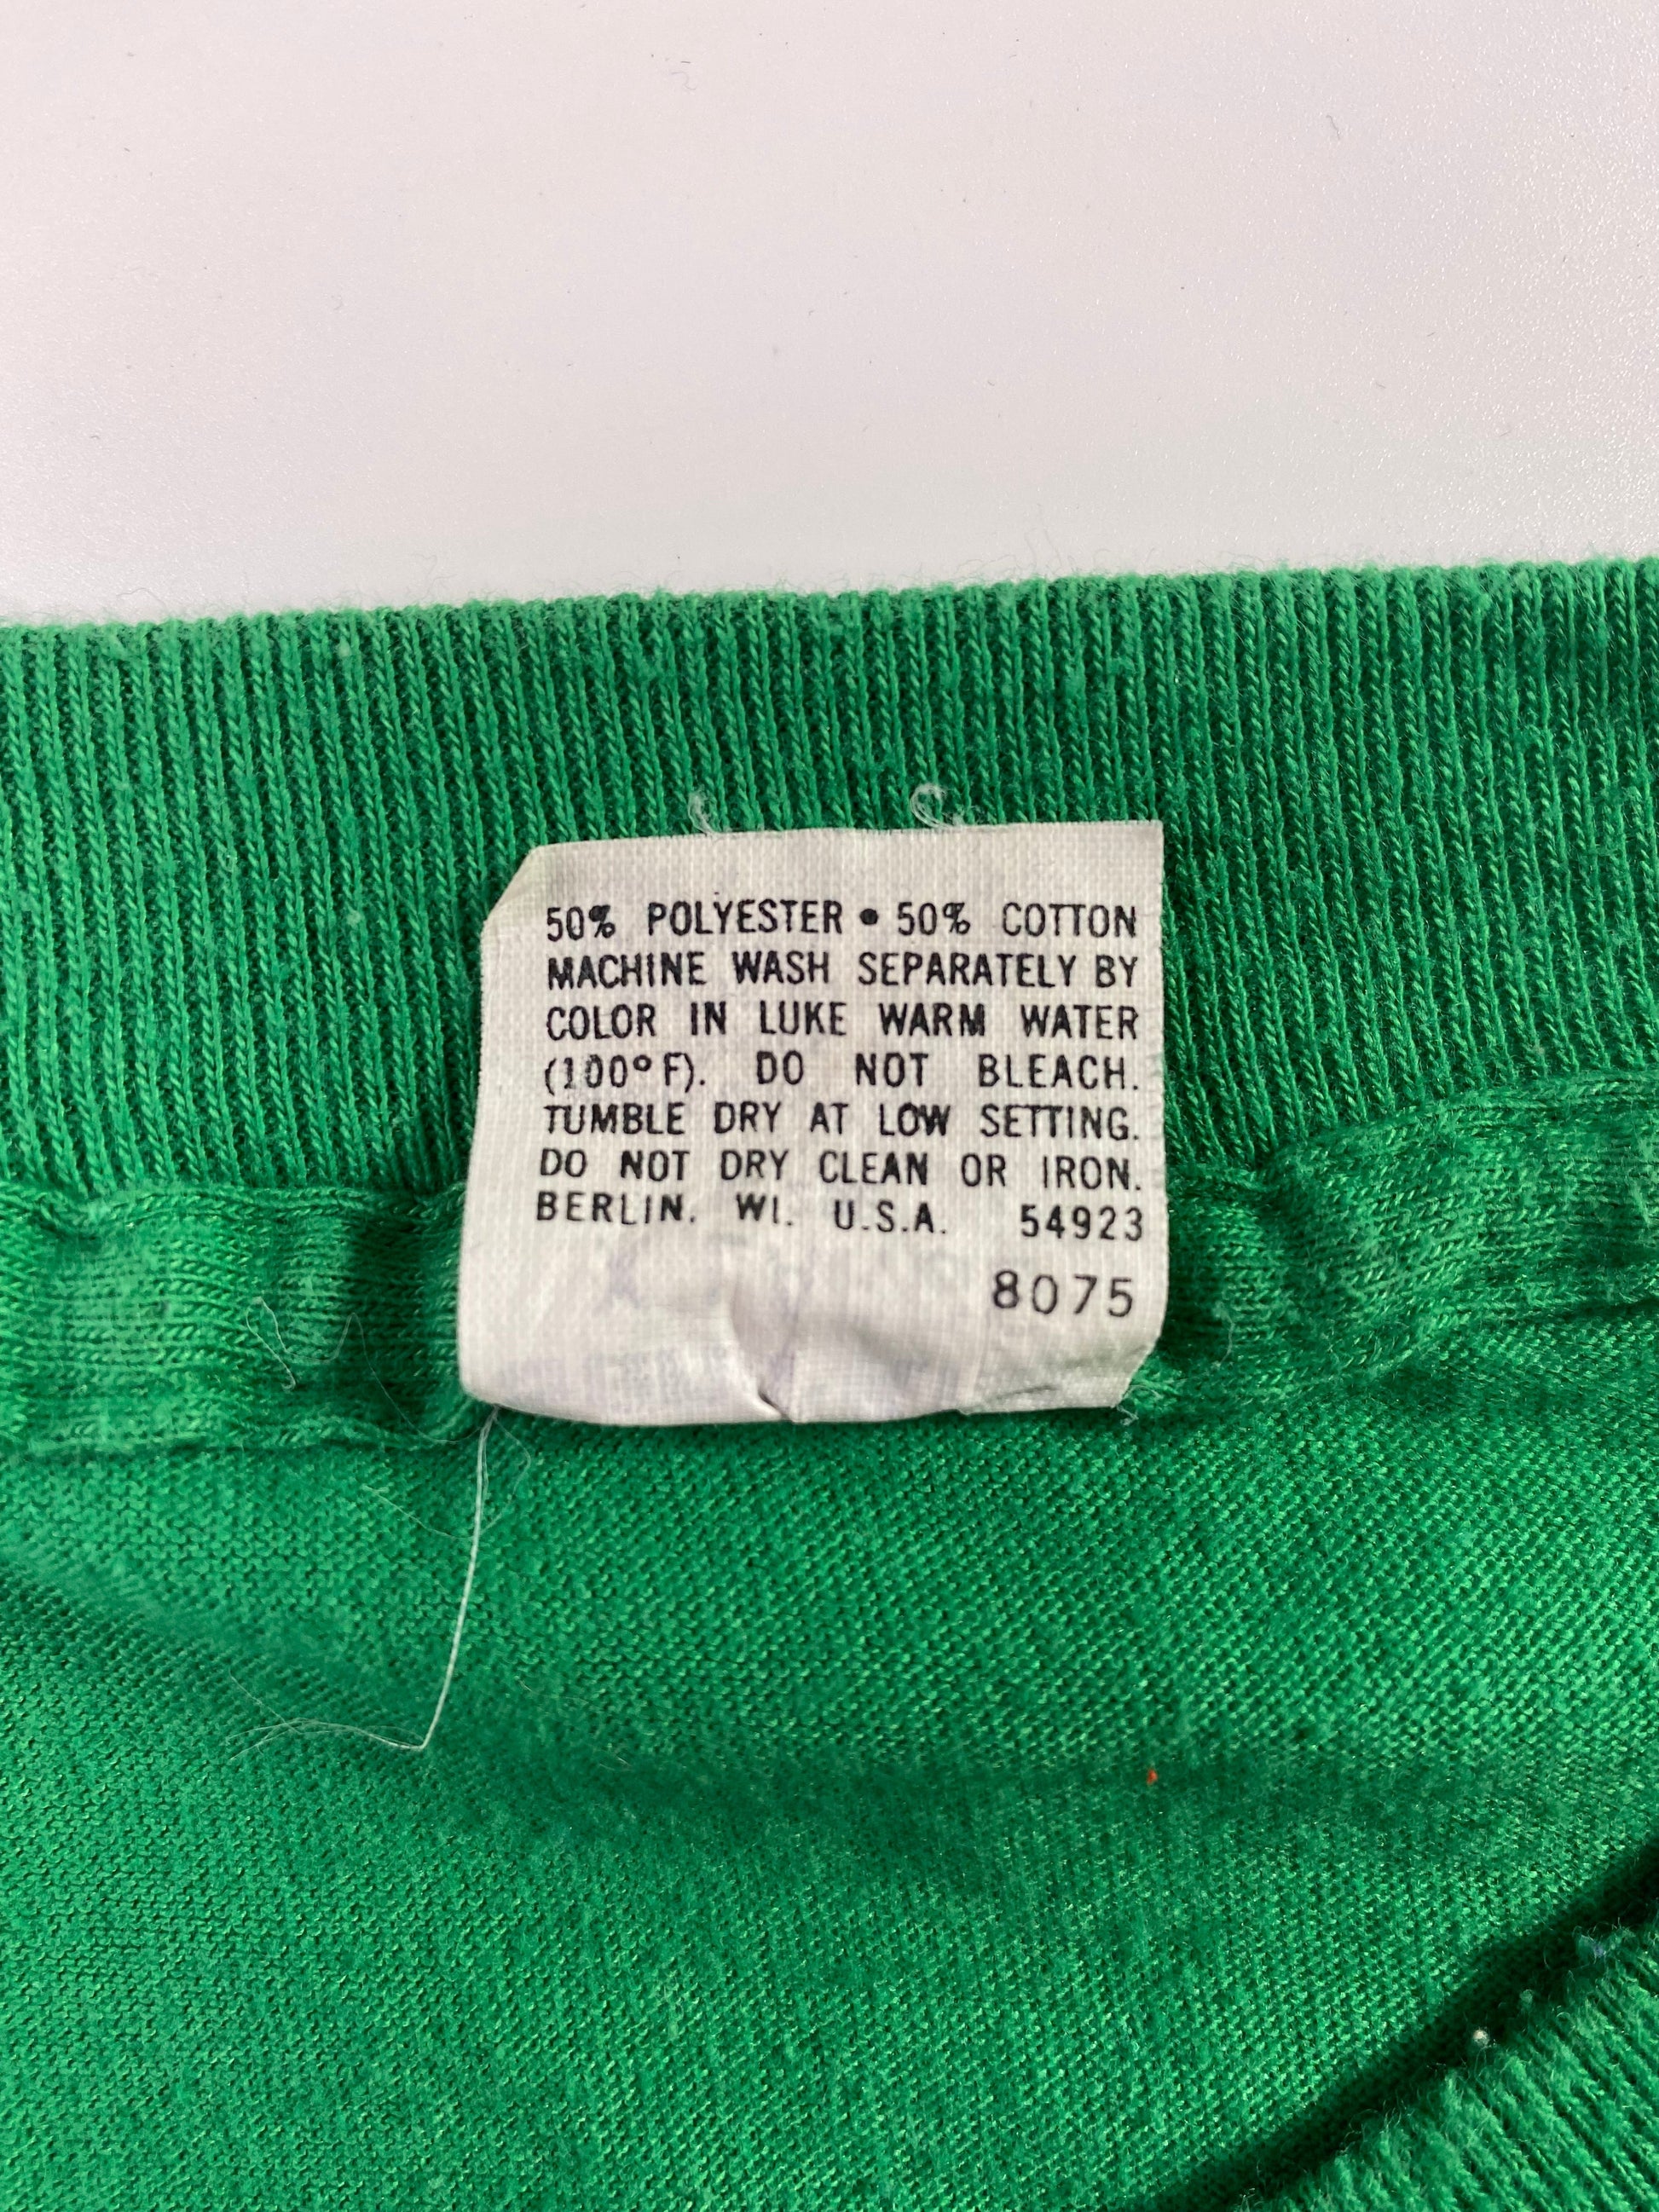 50% POLYESTER • 50% COTTON
MACHINE WASH SEPARATELY BY
COLOR IN LUKE WARM WATER
(100° F). DO NOT BLEACH.
TUMBLE DRY AT LOW SETTING.
DO NOT DRY CLEAN OR IRON.
BERLIN, WI. U.S.A. 54923
8075